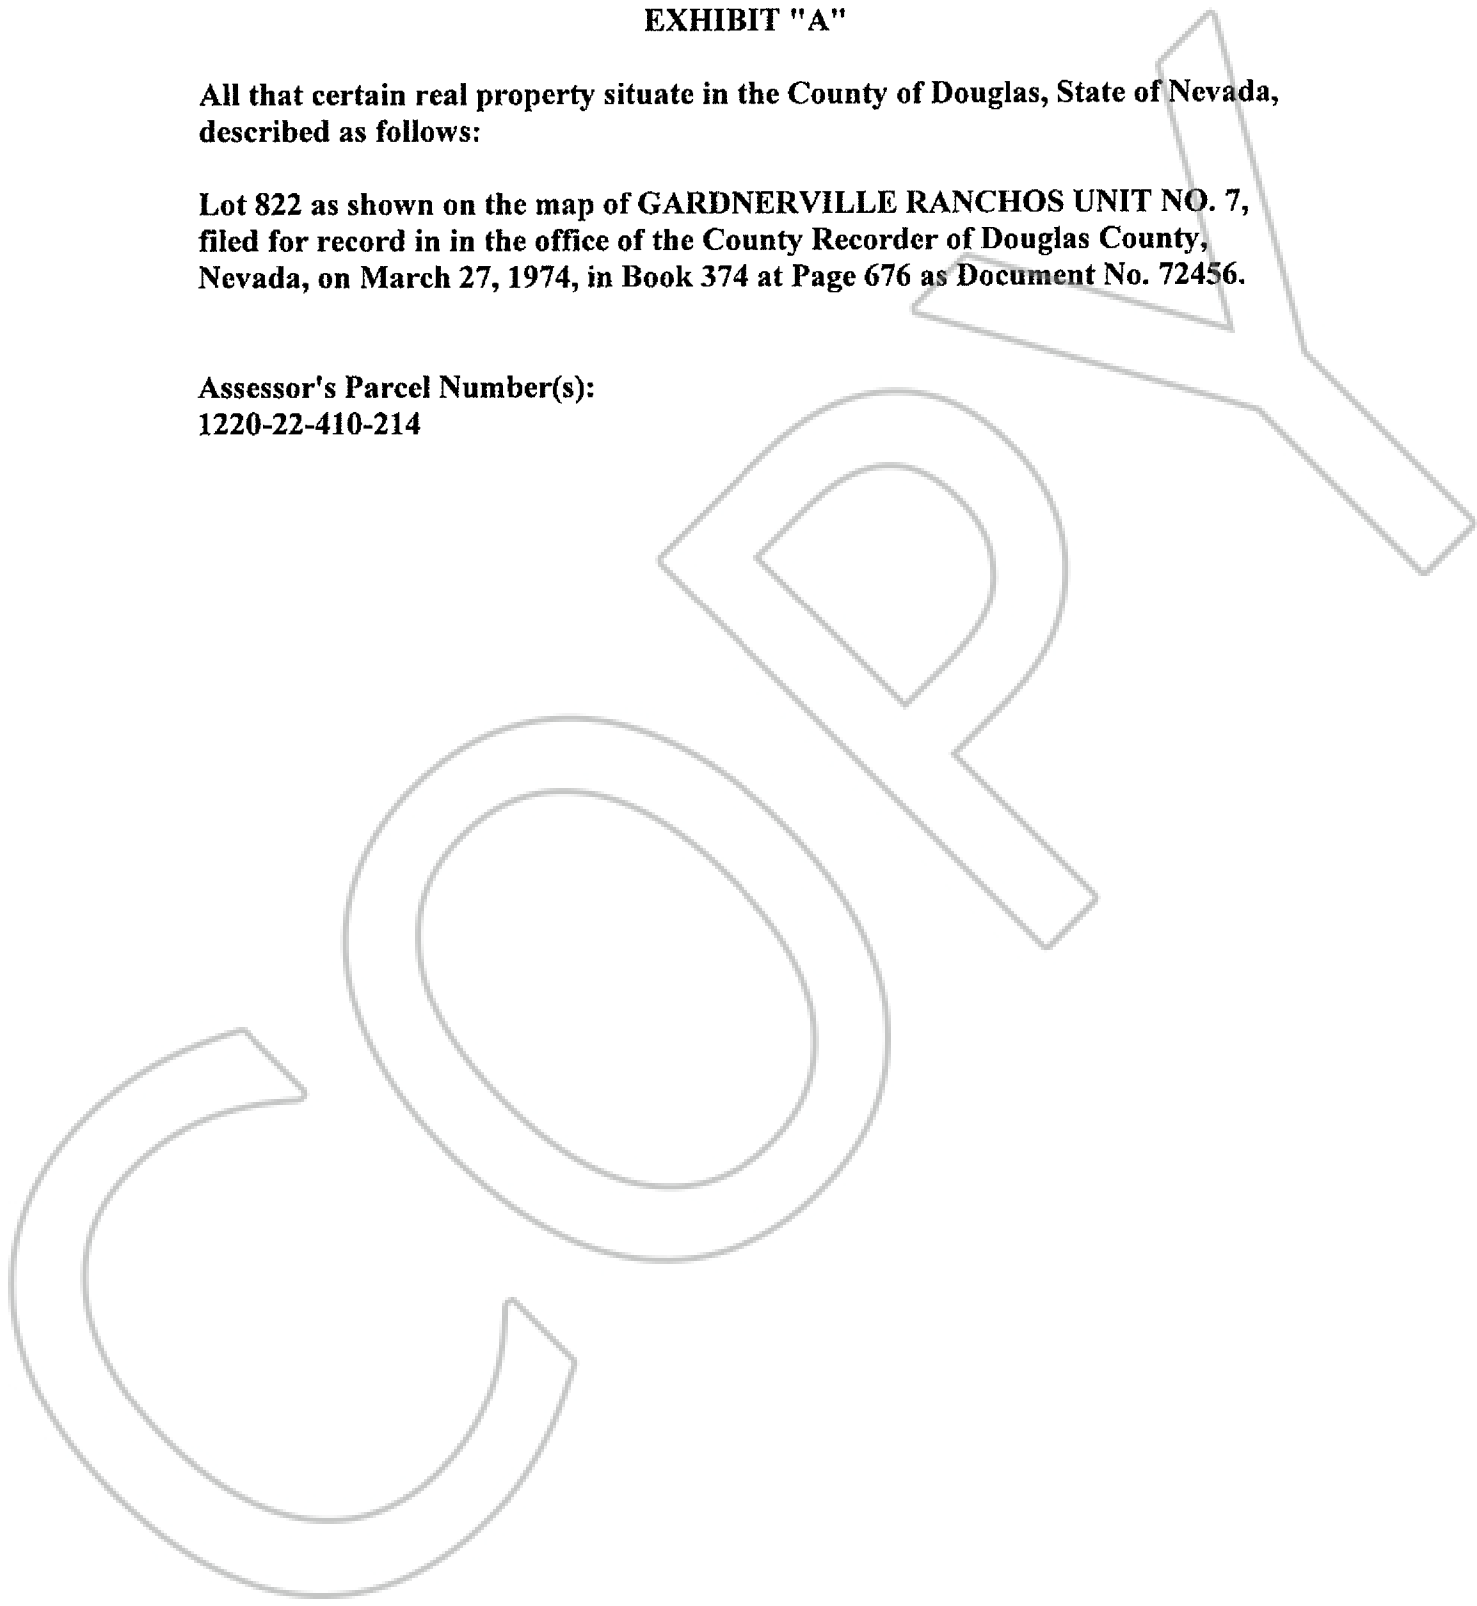 EXHIBIT "A"
All that certain real property situate in the County of Douglas, State of Nevada,
described as follows:
Lot 822 as shown on the map of GARDNERVILLE RANCHOS UNIT NO. 7,
filed for record in in the office of the County Recorder of Douglas County,
Nevada, on March 27, 1974, in Book 374 at Page 676 as Document No. 72456.
Assessor's Parcel Number(s):
1220-22-410-214
COPY